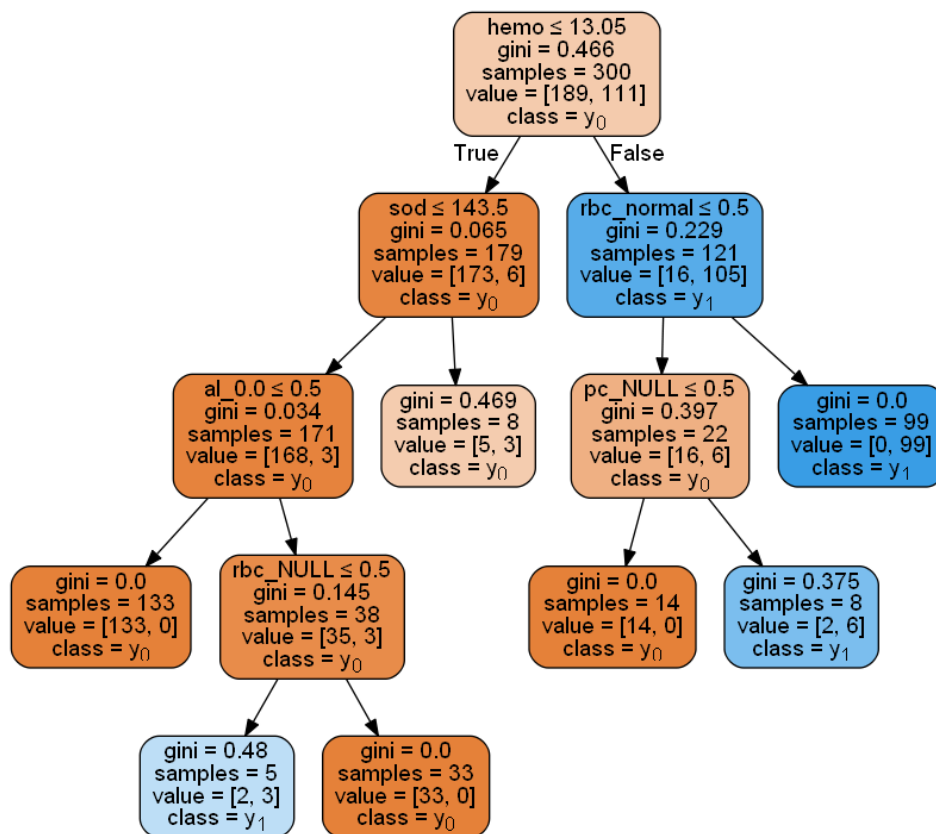 hemo ≤ 13.05
gini = 0.466
samples = 300
value = [189, 111]
class = y₀
True
False
sod ≤ 143.5
gini = 0.065
samples = 179
value = [173, 6]
class = y₀
rbc_normal ≤ 0.5
gini = 0.229
samples = 121
value = [16, 105]
class = y₁
al_0.0 ≤ 0.5
gini = 0.034
samples = 171
value = [168, 3]
class = y₀
gini = 0.469
samples = 8
value = [5, 3]
class = y₀
pc_NULL ≤ 0.5
gini = 0.397
samples = 22
value = [16, 6]
class = y₀
gini = 0.0
samples = 99
value = [0, 99]
class = y₁
gini = 0.0
samples = 133
value = [133, 0]
class = y₀
rbc_NULL ≤ 0.5
gini = 0.145
samples = 38
value = [35, 3]
class = y₀
gini = 0.0
samples = 14
value = [14, 0]
class = y₀
gini = 0.375
samples = 8
value = [2, 6]
class = y₁
gini = 0.48
samples = 5
value = [2, 3]
class = y₁
gini = 0.0
samples = 33
value = [33, 0]
class = y₀